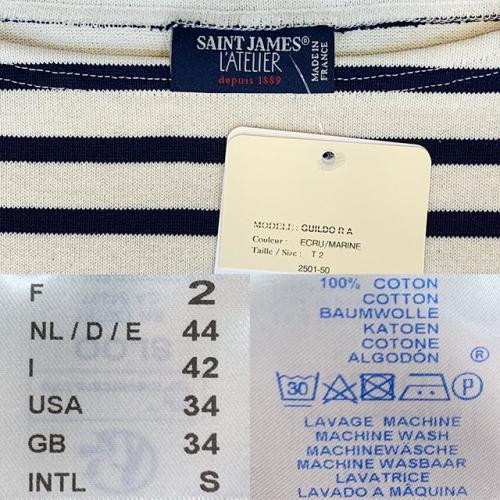 SAINT JAMES®
L'ATELIER
depuis 1889
MADE IN
FRANCE
MODELE : GUILDO R A
Couleur : ECRU/MARINE
Taille / Size : T 2
2501-50
F 2
NL / D / E 44
I 42
USA 34
GB 34
INTL S
100% COTON
COTTON
BAUMWOLLE
KATOEN
COTONE
ALGODÓN
®
30 P
LAVAGE MACHINE
MACHINE WASH
MACHINEWÁSCHE
MACHINE WASBAAR
LAVATRICE
LAVADO A MÁQUINA